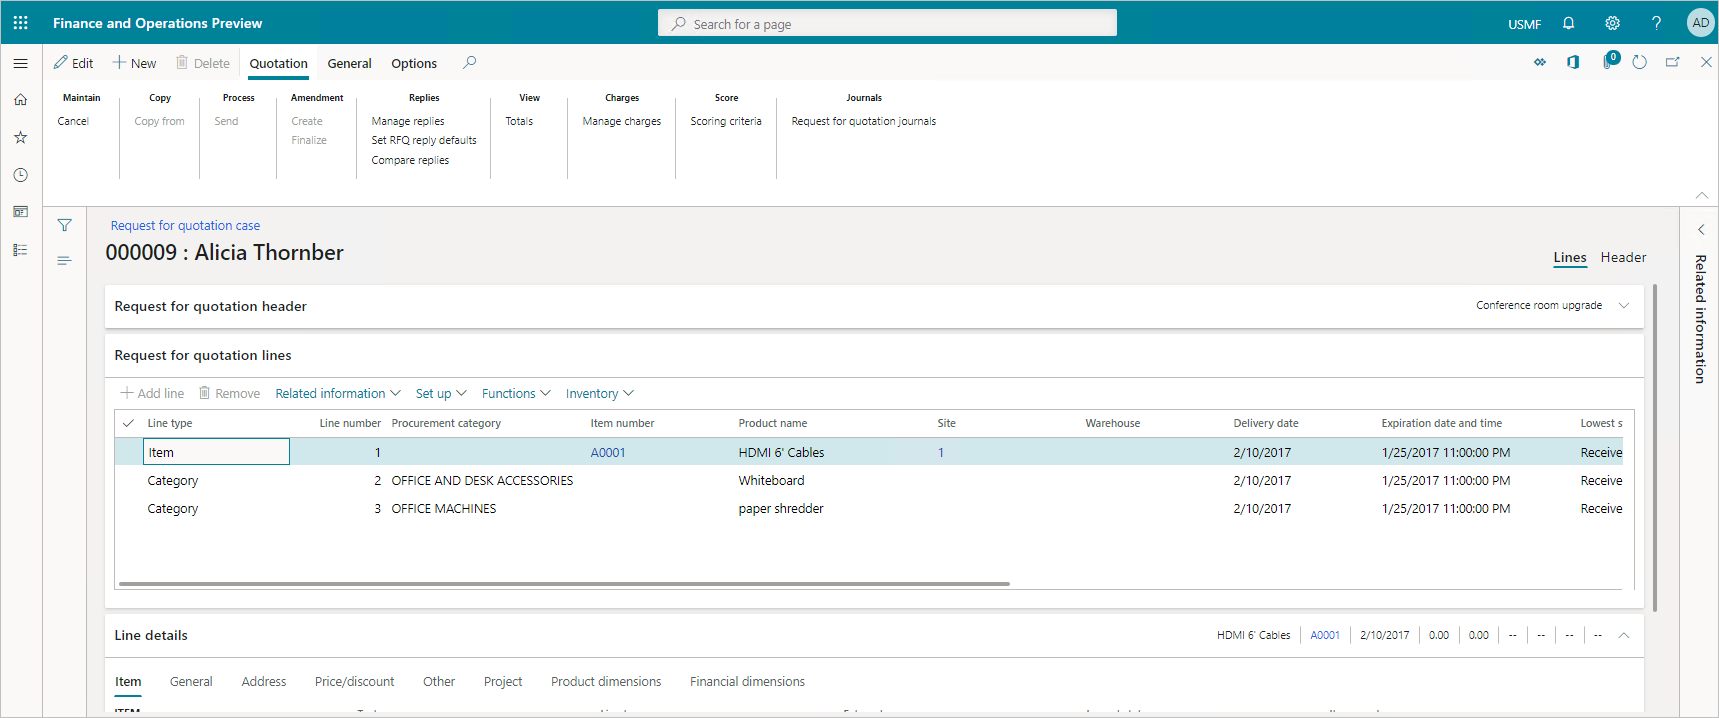 Finance and Operations Preview
Search for a page
USMF
?
AD
Edit
New
Delete
Quotation
General
Options
0
Maintain
Cancel
Copy
Copy from
Process
Send
Amendment
Create
Finalize
Replies
Manage replies
Set RFQ reply defaults
Compare replies
View
Totals
Charges
Manage charges
Score
Scoring criteria
Journals
Request for quotation journals
Request for quotation case
000009 : Alicia Thornber
Lines
Header
Related information
Request for quotation header
Conference room upgrade
Request for quotation lines
Add line
Remove
Related information
Set up
Functions
Inventory
Line type Line number Procurement category Item number Product name Site Warehouse Delivery date Expiration date and time Lowest s
Item 1 A0001 HDMI 6' Cables 1 2/10/2017 1/25/2017 11:00:00 PM Receive
Category 2 OFFICE AND DESK ACCESSORIES Whiteboard 2/10/2017 1/25/2017 11:00:00 PM Receive
Category 3 OFFICE MACHINES paper shredder 2/10/2017 1/25/2017 11:00:00 PM Receive
Line details
HDMI 6' Cables A0001 2/10/2017 0.00 0.00 -- -- -- --
Item
General
Address
Price/discount
Other
Project
Product dimensions
Financial dimensions
ITEM